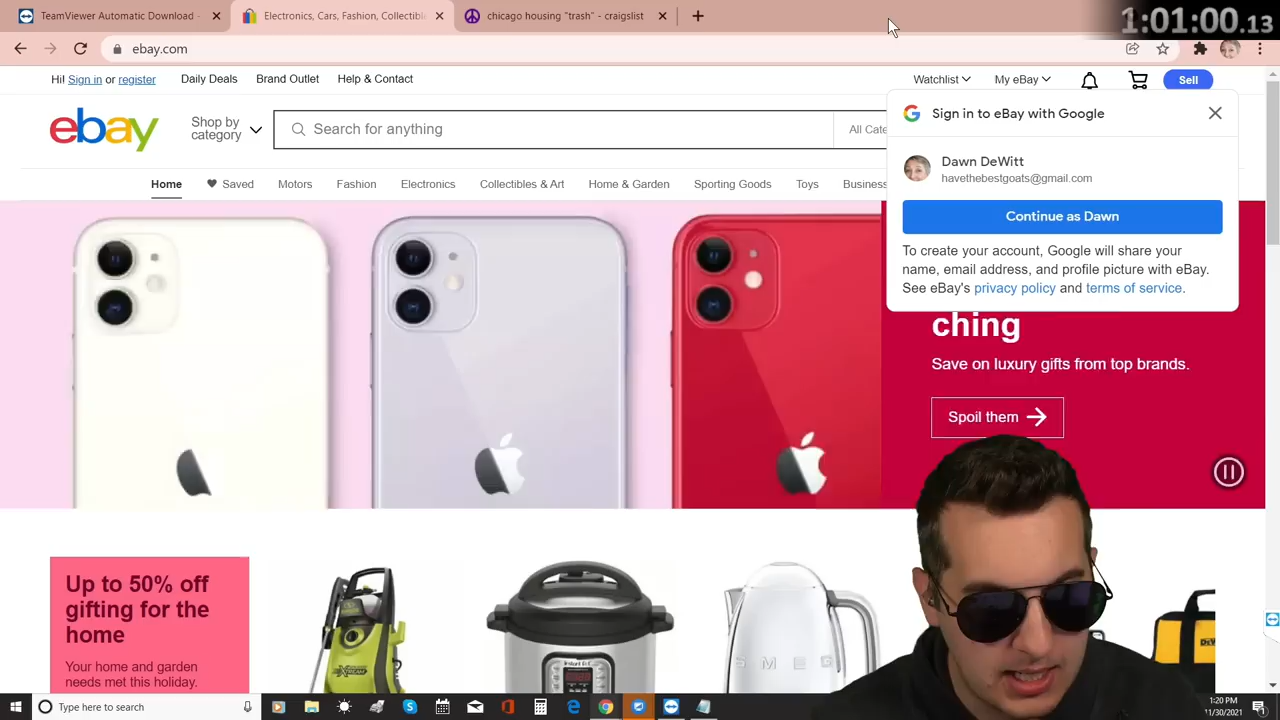 TeamViewer Automatic Download -
Electronics, Cars, Fashion, Collectibl
chicago housing "trash" - craigslist
1:01:00.13
ebay.com
Hi! Sign in or register
Daily Deals
Brand Outlet
Help & Contact
Watchlist
My eBay
Sell
ebay
Shop by
category
Search for anything
All Cate
Sign in to eBay with Google
Dawn DeWitt
havethebestgoats@gmail.com
Continue as Dawn
To create your account, Google will share your
name, email address, and profile picture with eBay.
See eBay's privacy policy and terms of service.
Home
Saved
Motors
Fashion
Electronics
Collectibles & Art
Home & Garden
Sporting Goods
Toys
Business
ching
Save on luxury gifts from top brands.
Spoil them
Up to 50% off
gifting for the
home
Your home and garden
needs met this holiday.
Instant Pot
SMEG
Type here to search
1:20 PM
11/30/2021